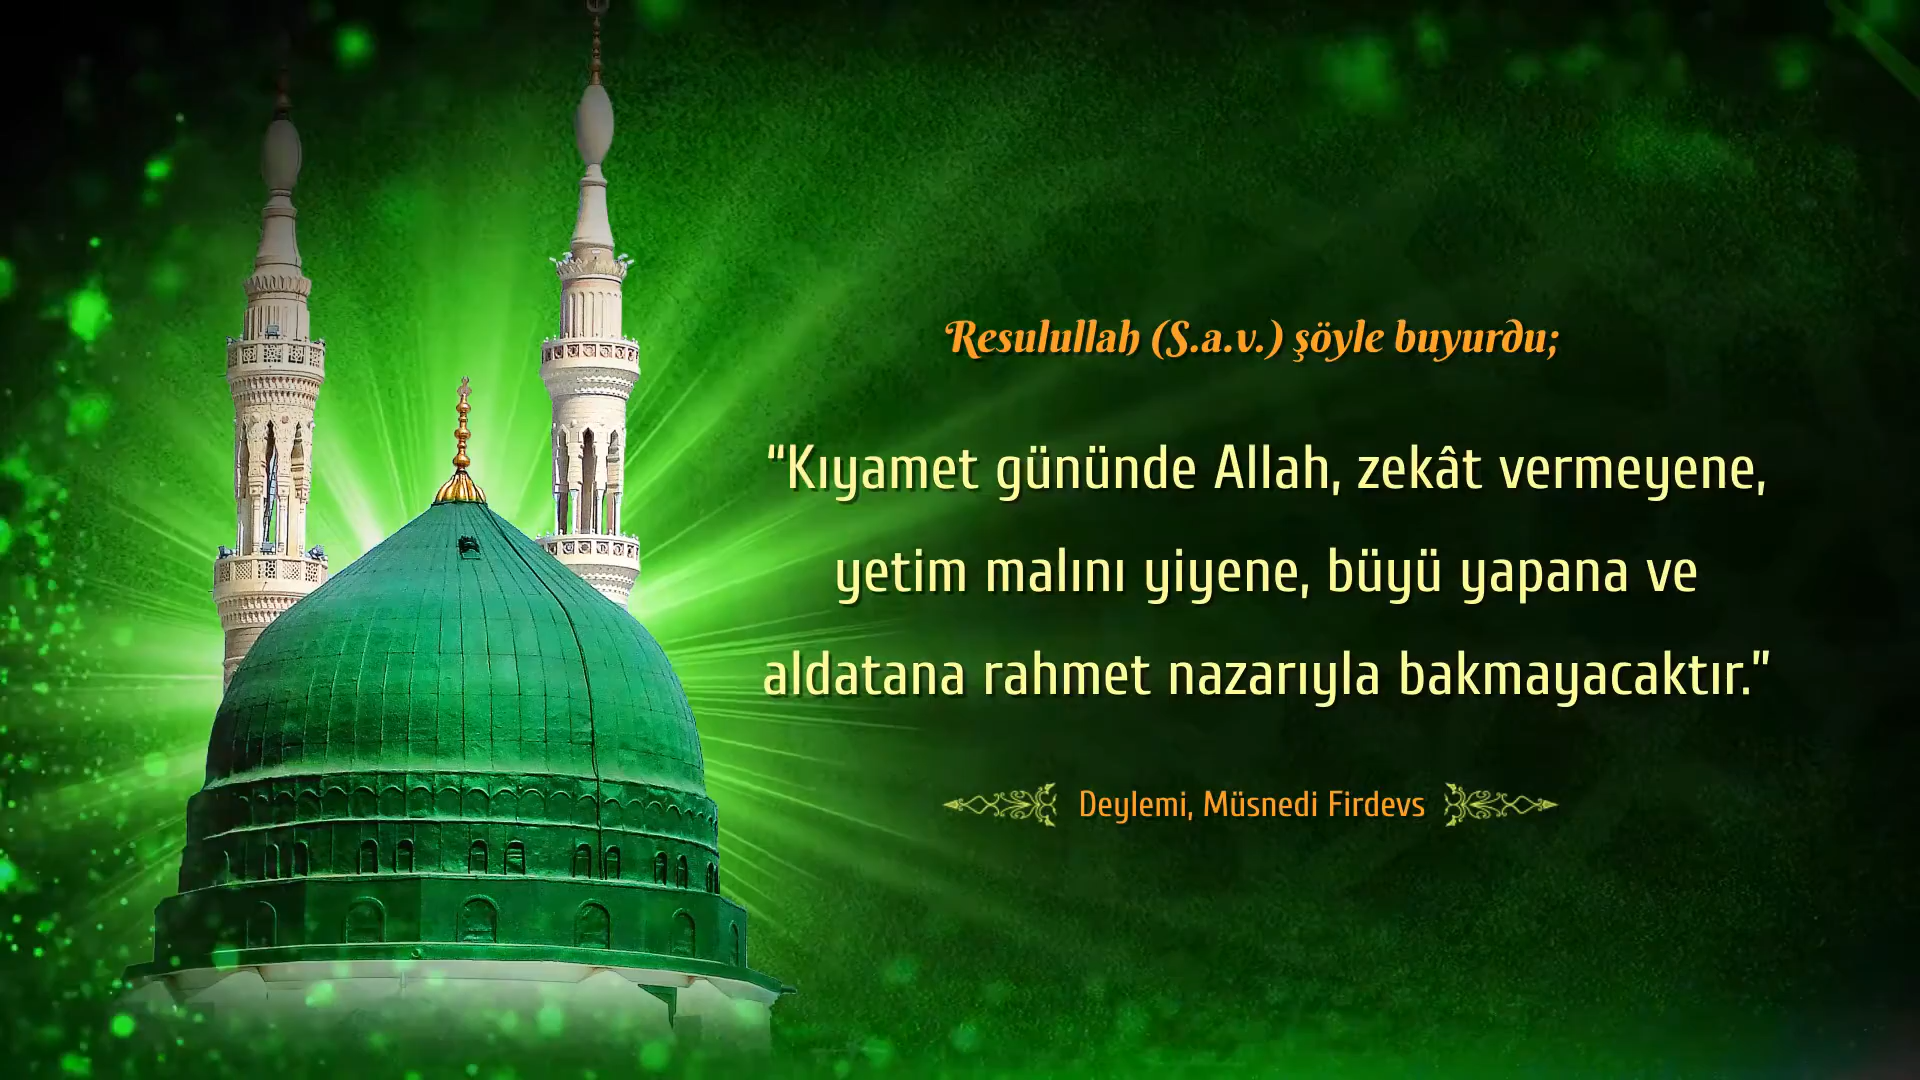 Resulullah (S.a.v.) şöyle buyurdu;
“Kıyamet gününde Allah, zekât vermeyene,
yetim malını yiyene, büyü yapana ve
aldatana rahmet nazarıyla bakmayacaktır.”
Deylemi, Müsnedi Firdevs